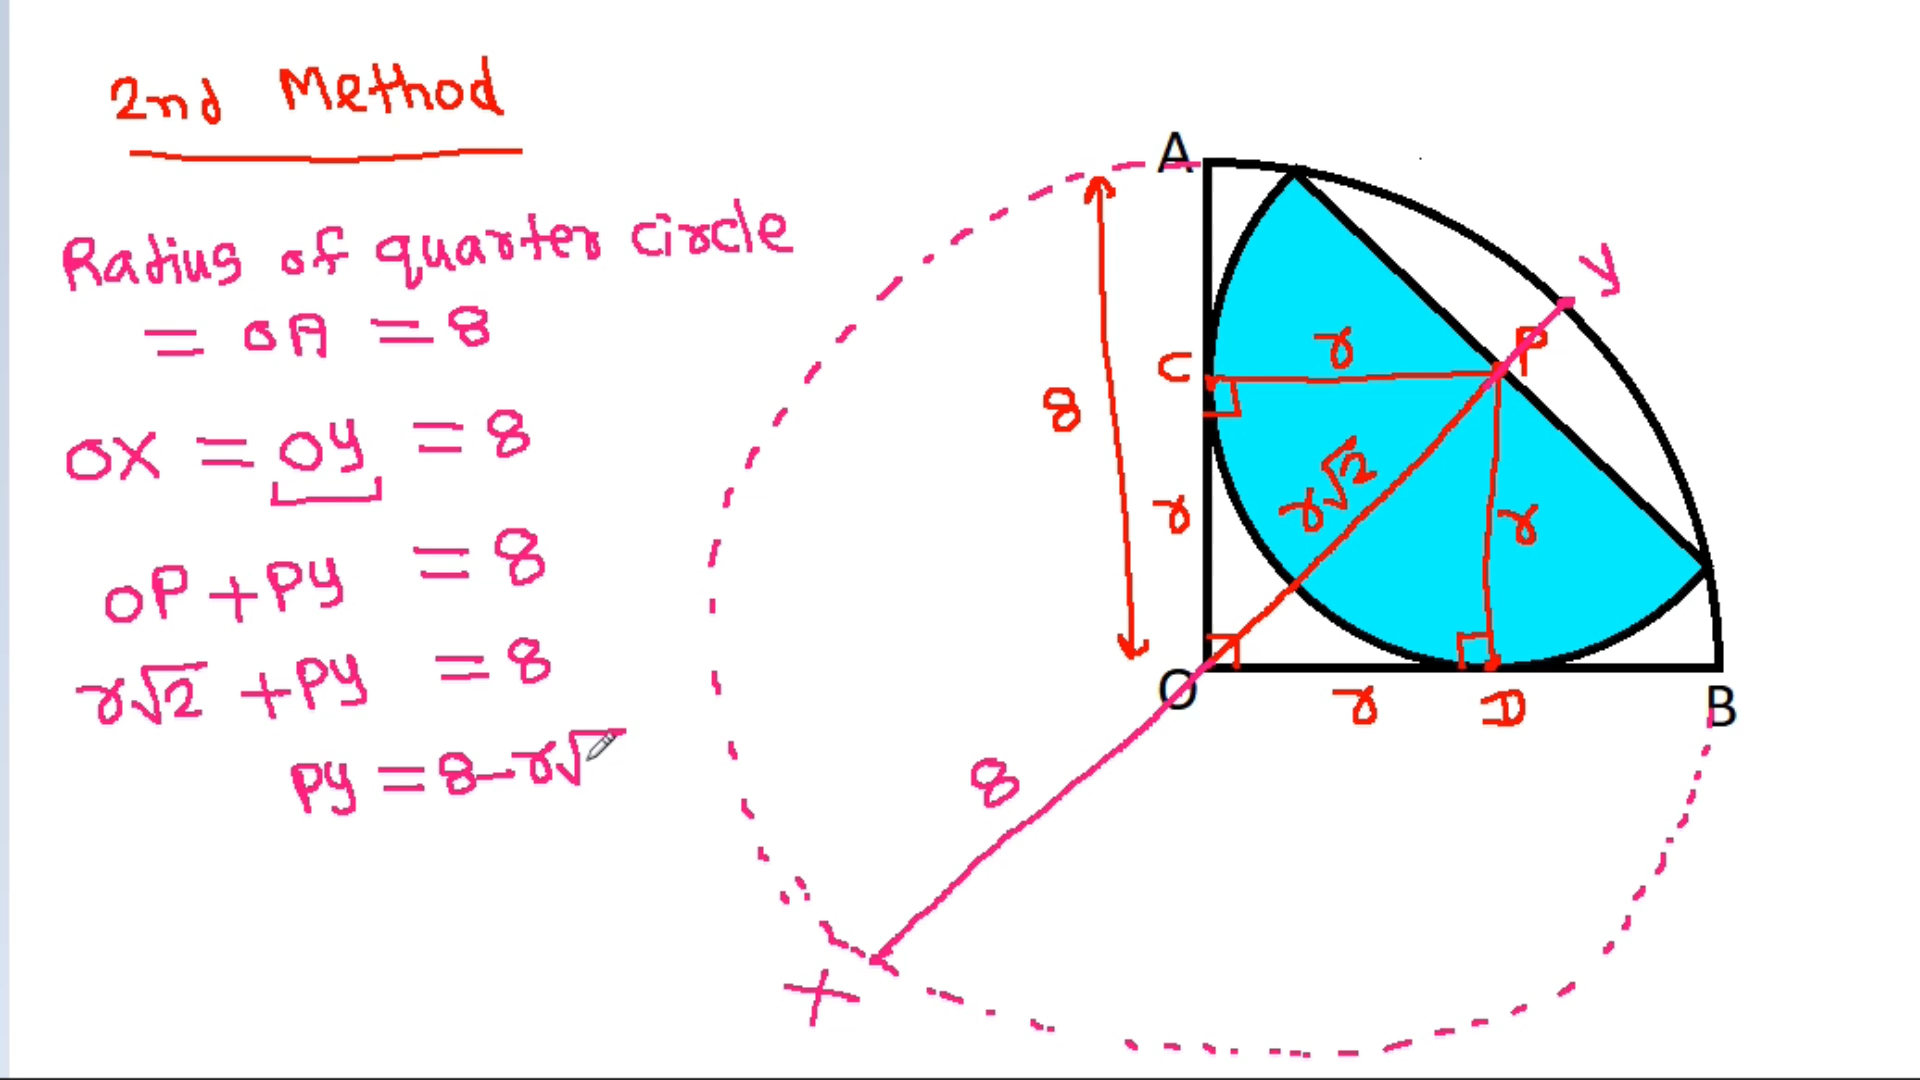 2nd Method
Radius of quarter circle
= OA = 8
OX = OY = 8
OP + PY = 8
r√2 + PY = 8
PY = 8 - r√
A
Y
P
C
r
8
r√2
r
r
O
r
D
B
8
X